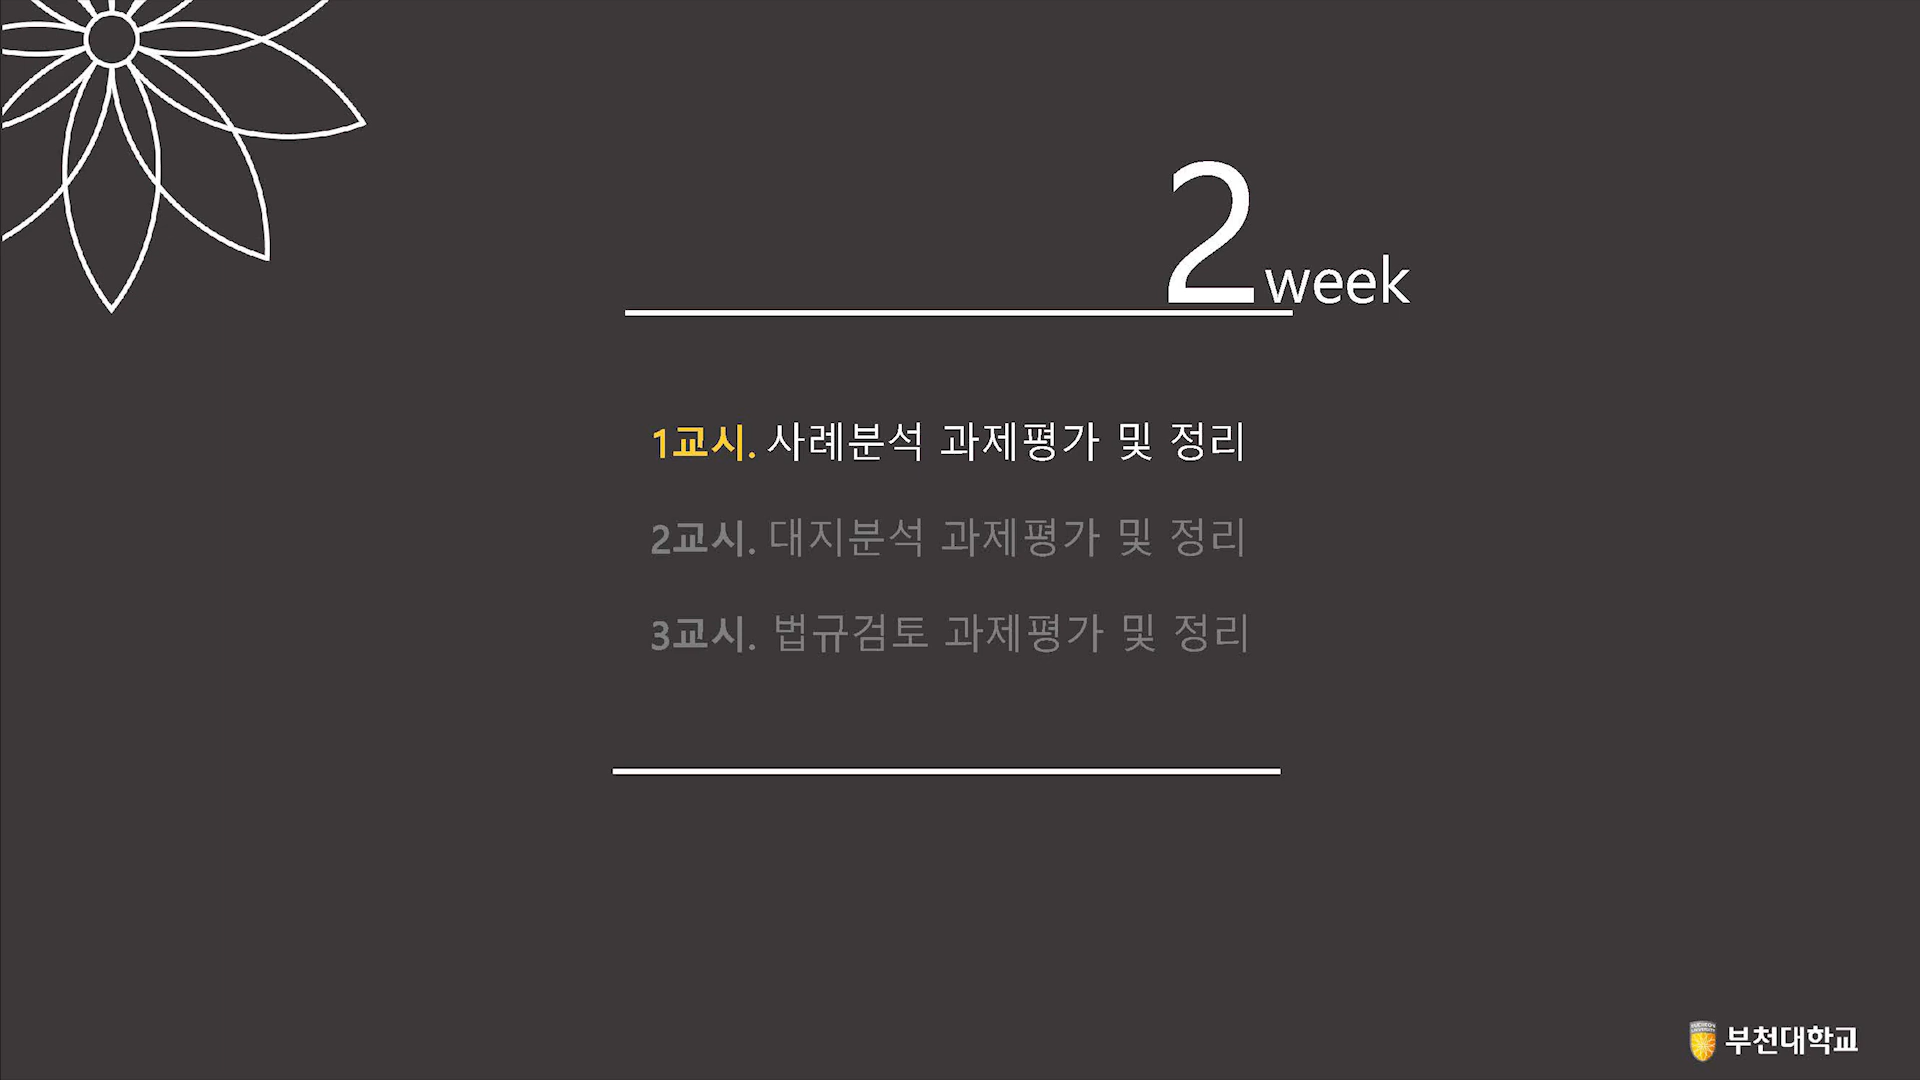 2week
1교시. 사례분석 과제평가 및 정리
2교시. 대지분석 과제평가 및 정리
3교시. 법규검토 과제평가 및 정리
부천대학교